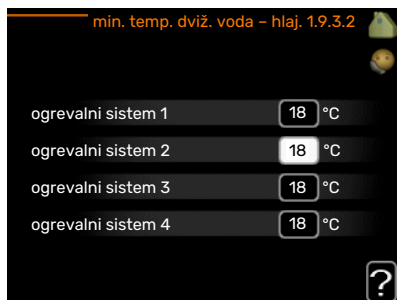 min. temp. dviž. voda – hlaj. 1.9.3.2
ogrevalni sistem 1 18 °C
ogrevalni sistem 2 18 °C
ogrevalni sistem 3 18 °C
ogrevalni sistem 4 18 °C
?